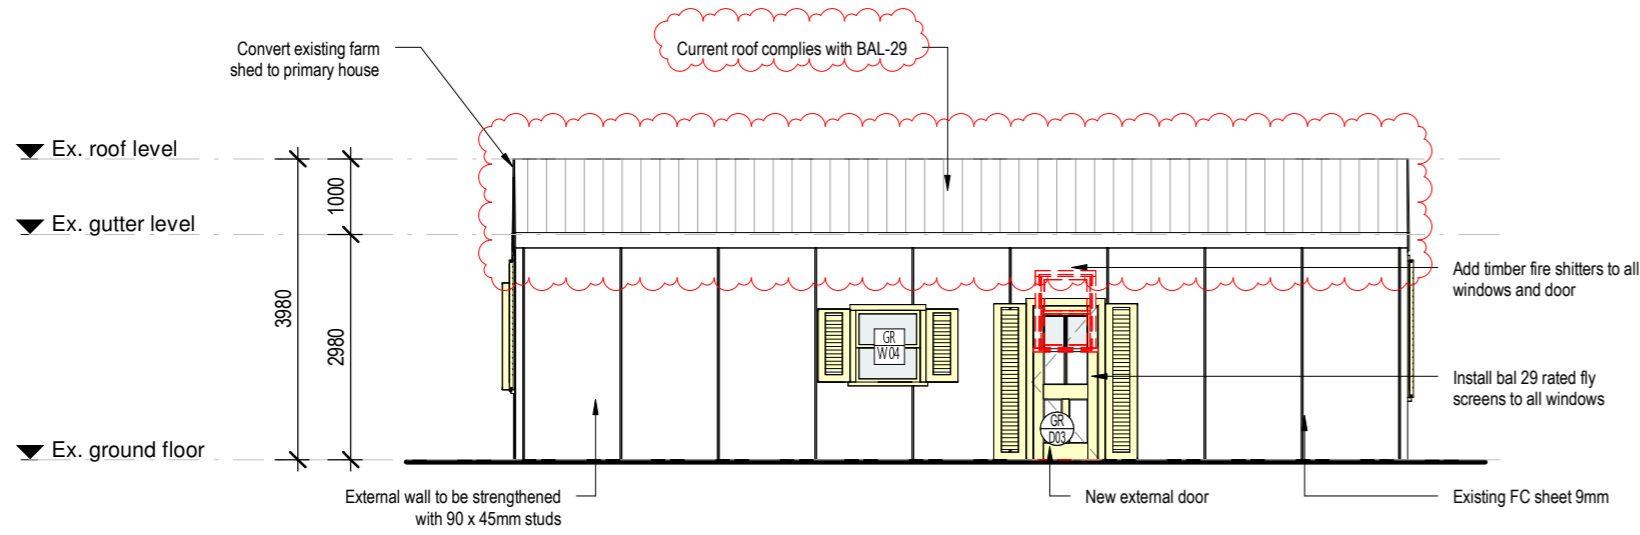 Convert existing farm
shed to primary house
Current roof complies with BAL-29
Ex. roof level
1000
Ex. gutter level
3980
2980
Add timber fire shitters to all
windows and door
GR
W04
Install bal 29 rated fly
screens to all windows
GR
D03
Ex. ground floor
External wall to be strengthened
with 90 x 45mm studs
New external door
Existing FC sheet 9mm